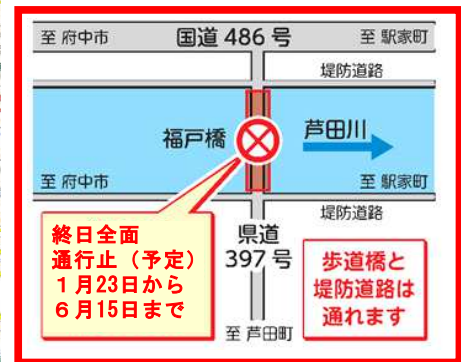 至 府中市
国道 486 号
至 駅家町
堤防道路
福戸橋
芦田川
至 府中市
至 駅家町
堤防道路
終日全面
通行止（予定）
１月23日から
６月15日まで
県道
397 号
歩道橋と
堤防道路は
通れます
至 芦田町